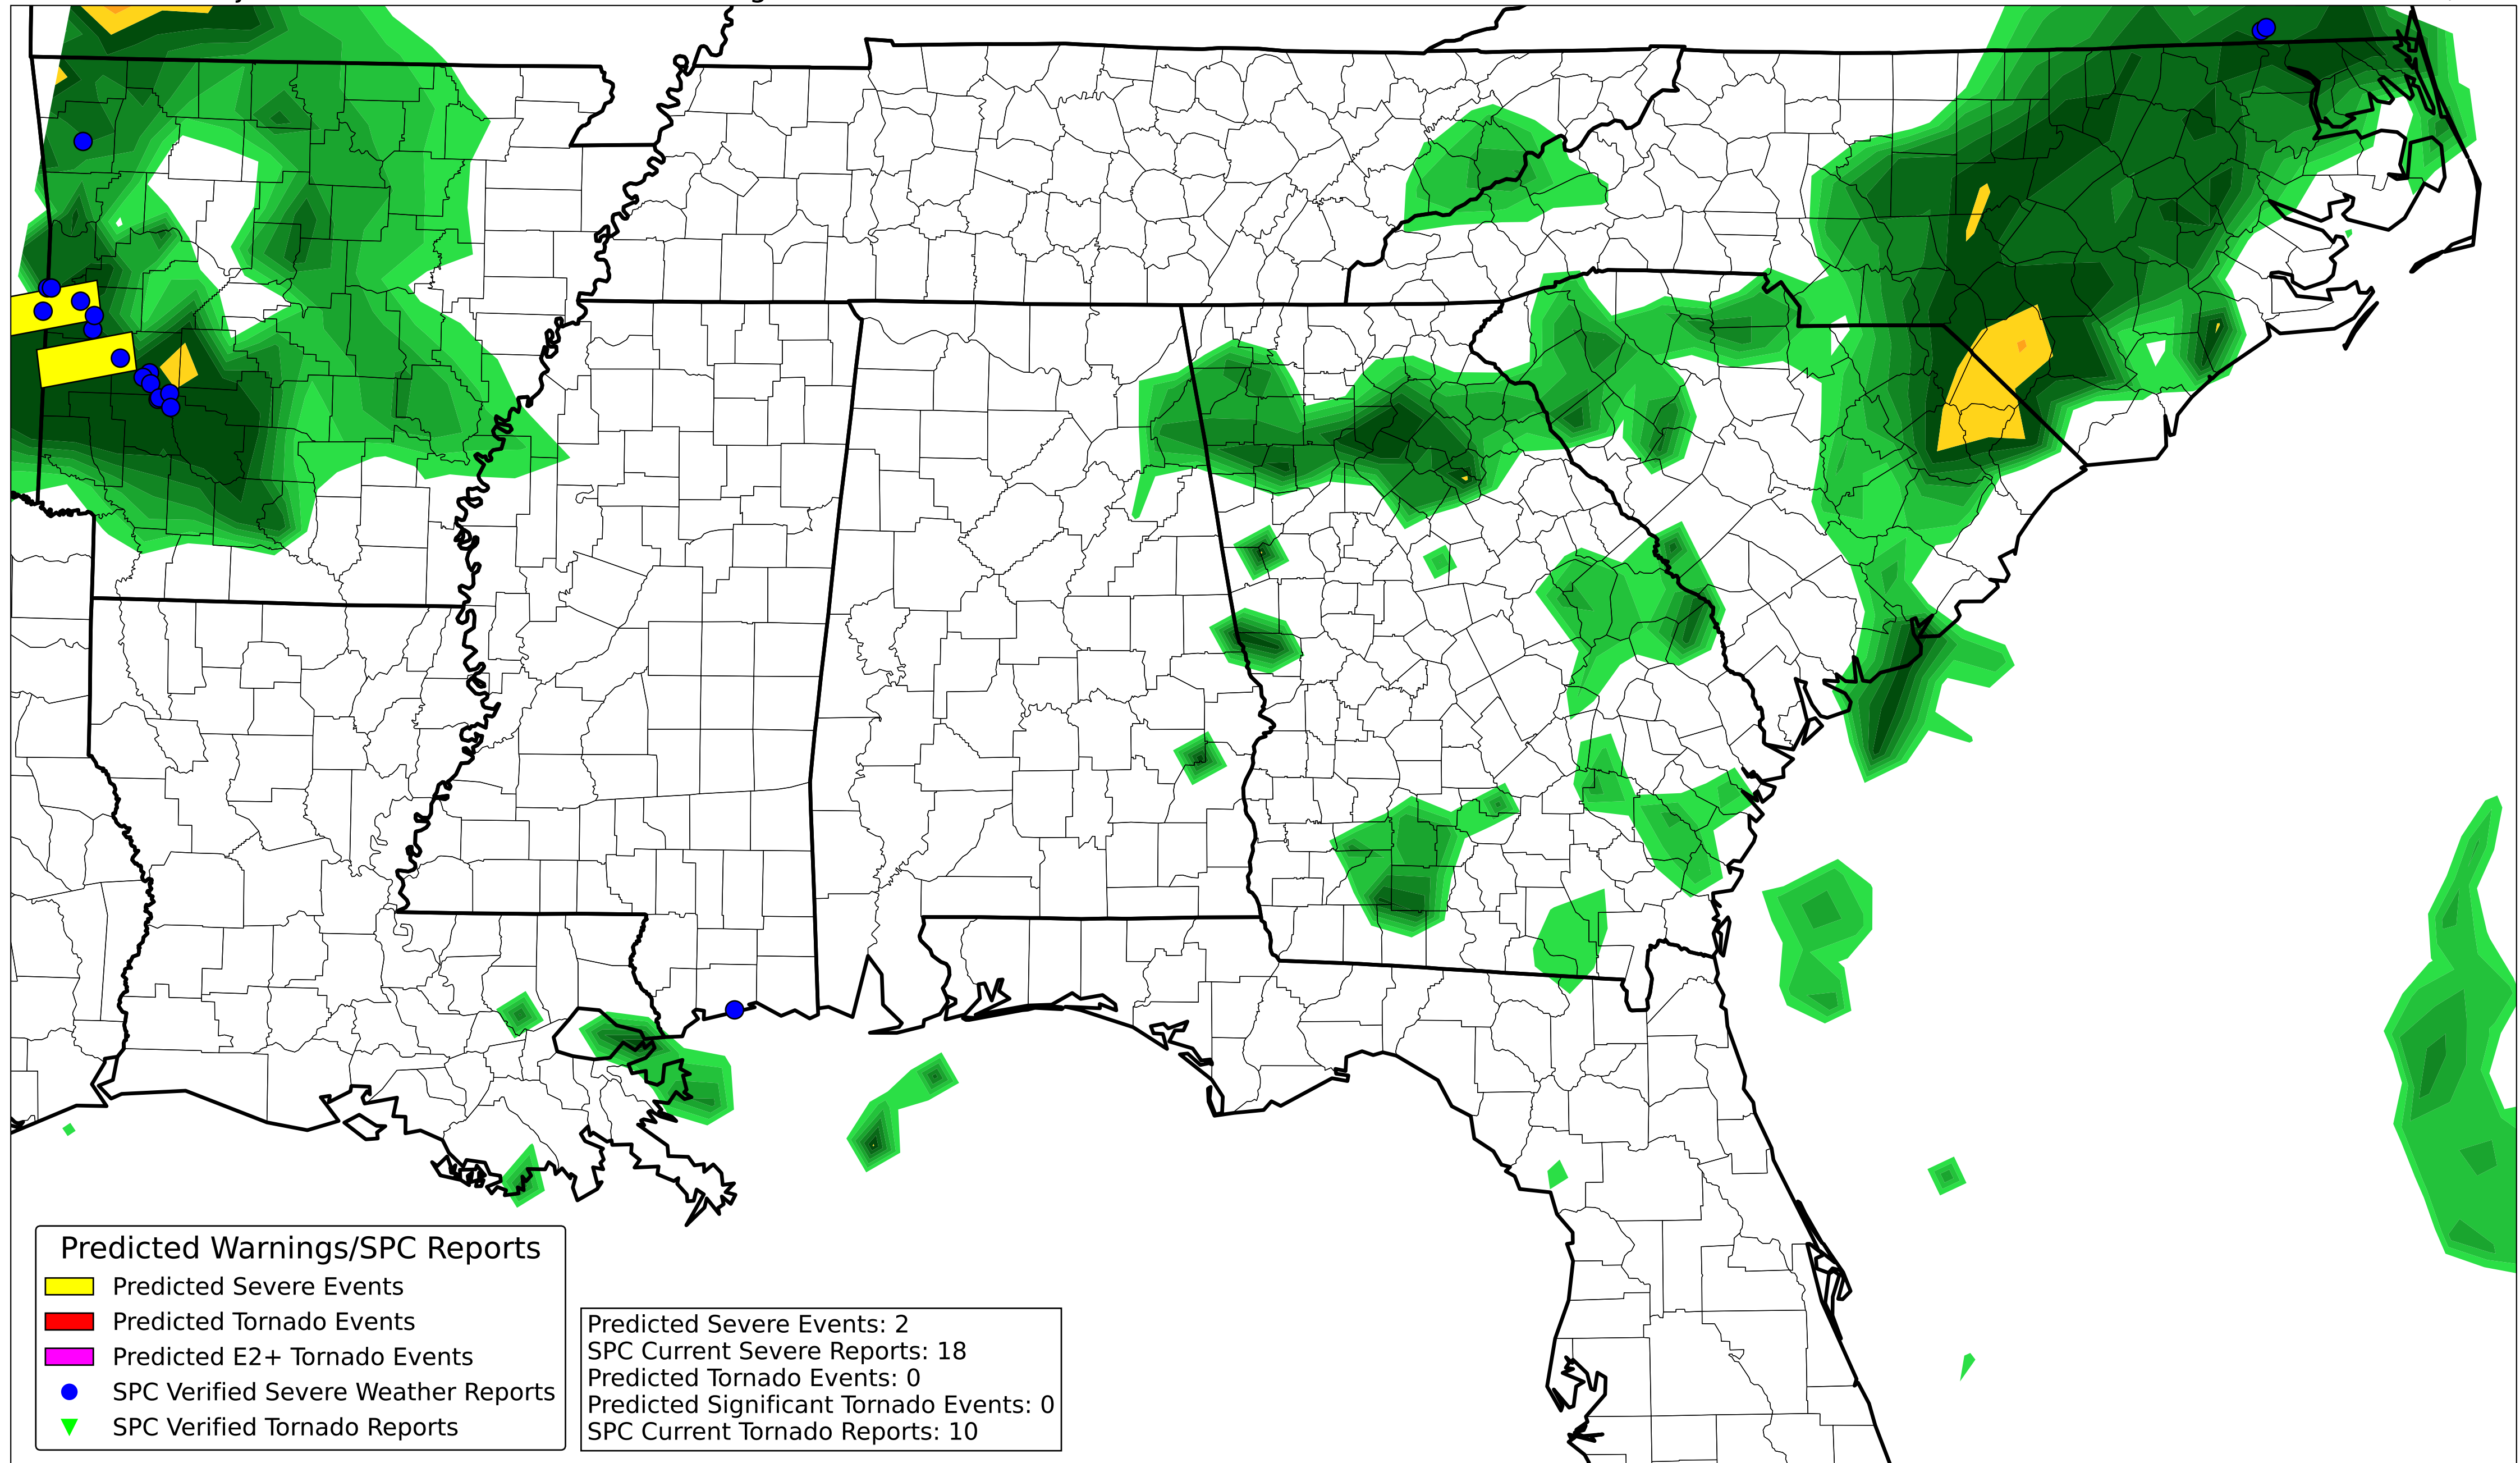 Predicted Warnings/SPC Reports
Predicted Severe Events
Predicted Tornado Events
Predicted E2+ Tornado Events
SPC Verified Severe Weather Reports
SPC Verified Tornado Reports
Predicted Severe Events: 2
SPC Current Severe Reports: 18
Predicted Tornado Events: 0
Predicted Significant Tornado Events: 0
SPC Current Tornado Reports: 10